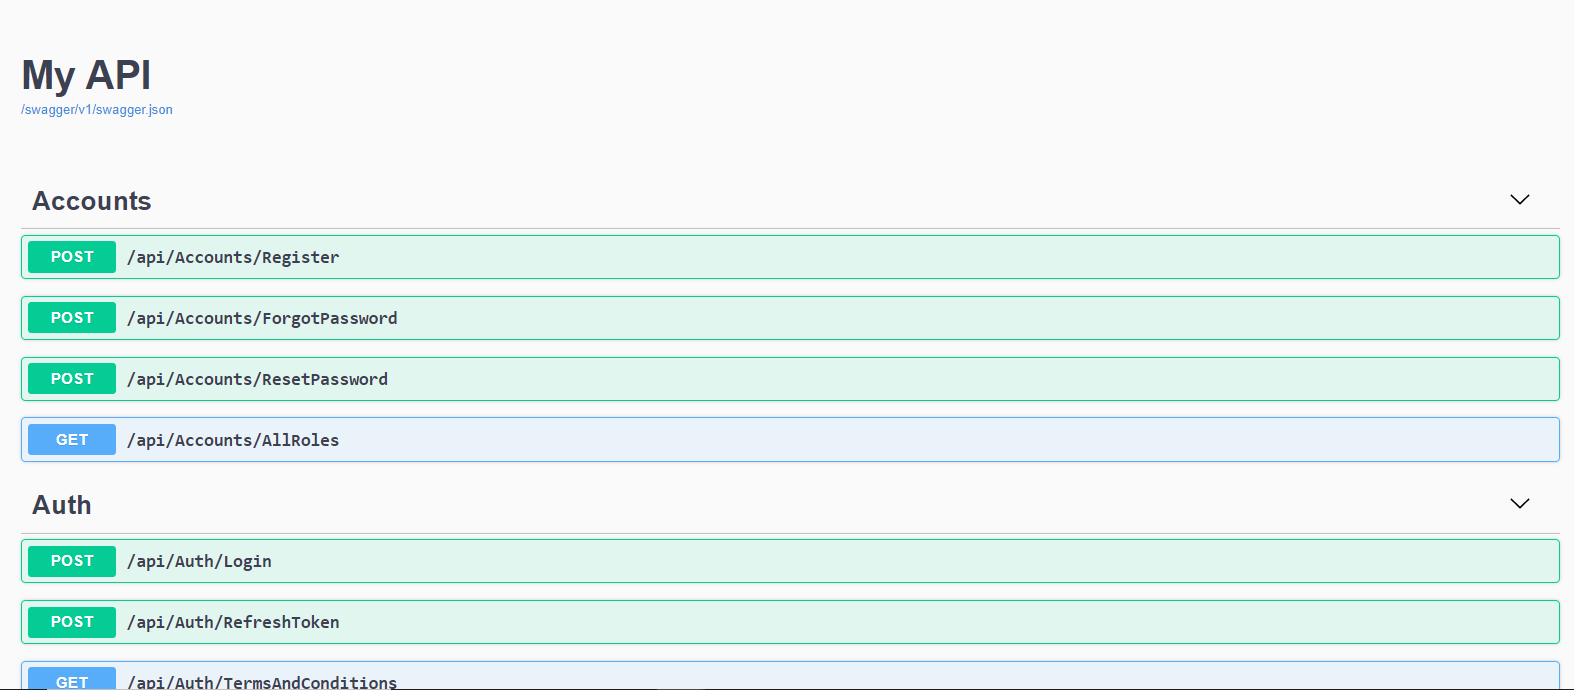 My API
/swagger/v1/swagger.json
Accounts
POST /api/Accounts/Register
POST /api/Accounts/ForgotPassword
POST /api/Accounts/ResetPassword
GET /api/Accounts/AllRoles
Auth
POST /api/Auth/Login
POST /api/Auth/RefreshToken
GET /api/Auth/TermsAndConditions